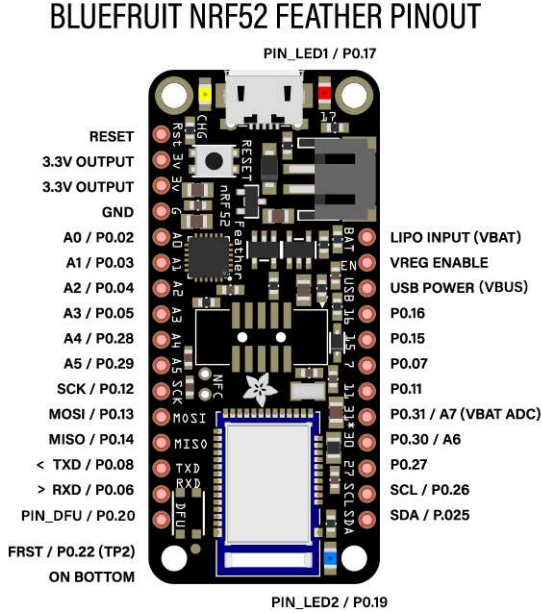 BLUEFRUIT NRF52 FEATHER PINOUT
PIN_LED1 / P0.17
RESET
3.3V OUTPUT
3.3V OUTPUT
GND
A0 / P0.02
A1 / P0.03
A2 / P0.04
A3 / P0.05
A4 / P0.28
A5 / P0.29
SCK / P0.12
MOSI / P0.13
MISO / P0.14
< TXD / P0.08
> RXD / P0.06
PIN_DFU / P0.20
FRST / P0.22 (TP2)
ON BOTTOM
Rst
3v
3v
G
A0
A1
A2
A3
A4
A5
SCK
MOSI
MISO
TXD
RXD
DFU
CHG
RESET
nRF52
Feather
NFC
17
BAT
EN
USB
16
15
7
11
31*
30
27
SCL
SDA
LIPO INPUT (VBAT)
VREG ENABLE
USB POWER (VBUS)
P0.16
P0.15
P0.07
P0.11
P0.31 / A7 (VBAT ADC)
P0.30 / A6
P0.27
SCL / P0.26
SDA / P.025
PIN_LED2 / P0.19